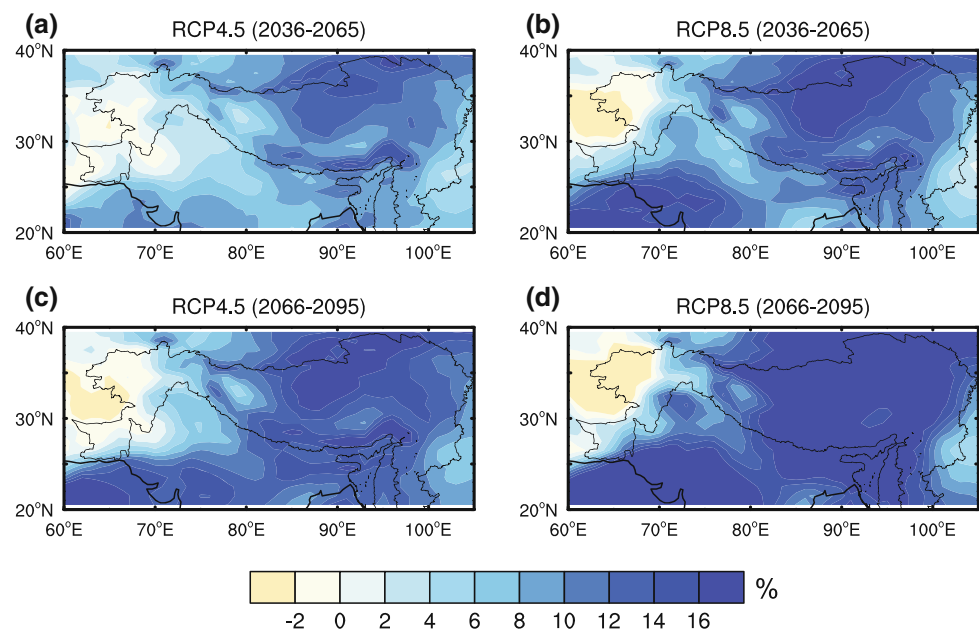 (a) RCP4.5 (2036-2065)
40°N
30°N
20°N
60°E 70°E 80°E 90°E 100°E
(b) RCP8.5 (2036-2065)
40°N
30°N
20°N
60°E 70°E 80°E 90°E 100°E
(c) RCP4.5 (2066-2095)
40°N
30°N
20°N
60°E 70°E 80°E 90°E 100°E
(d) RCP8.5 (2066-2095)
40°N
30°N
20°N
60°E 70°E 80°E 90°E 100°E
%
-2 0 2 4 6 8 10 12 14 16